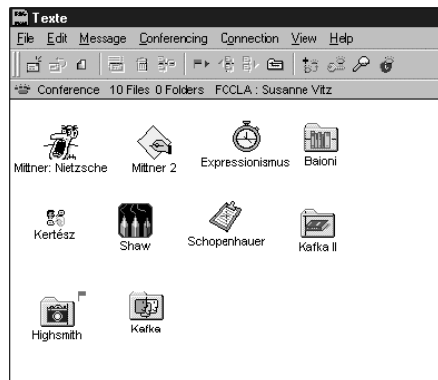 Texte
File Edit Message Conferencing Connection View Help
Conference 10 Files 0 Folders FCCLA : Susanne Vitz
Mittner: Nietzsche Mittner 2 Expressionismus Baioni
Kertész Shaw Schopenhauer Kafka II
Highsmith Kafka